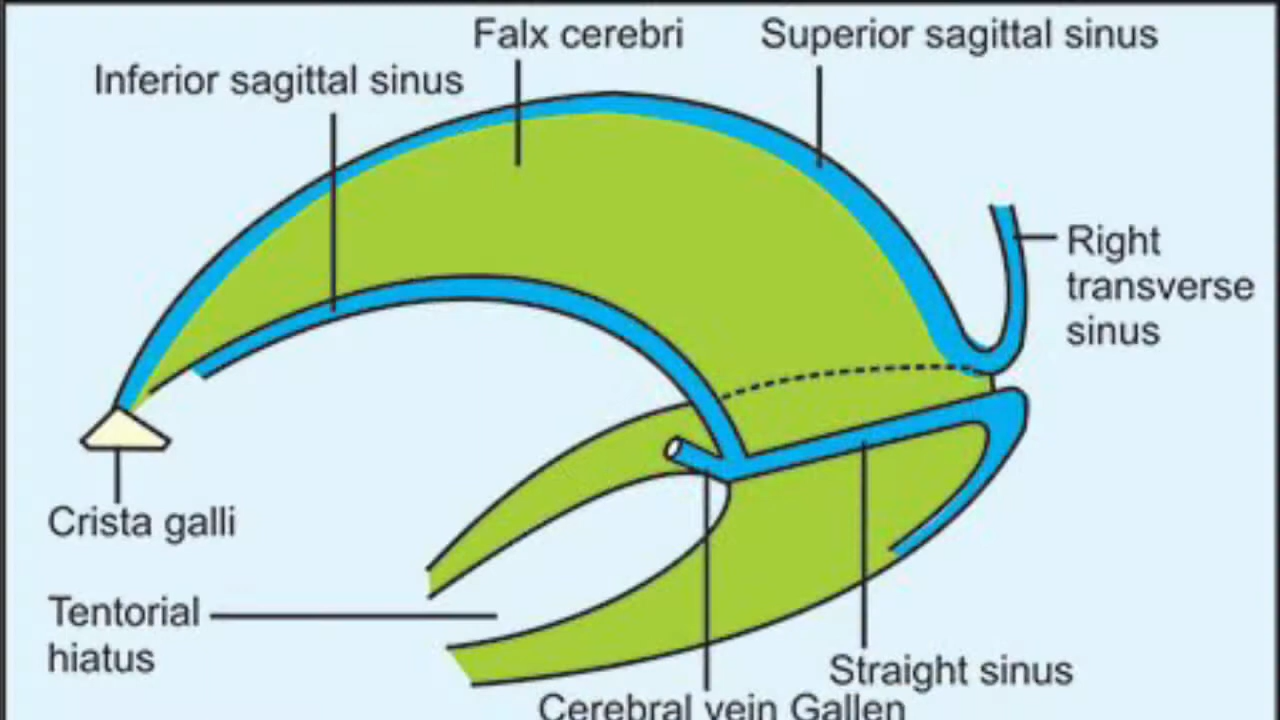 Falx cerebri
Superior sagittal sinus
Inferior sagittal sinus
Right
transverse
sinus
Crista galli
Tentorial
hiatus
Straight sinus
Cerebral vein Gallen